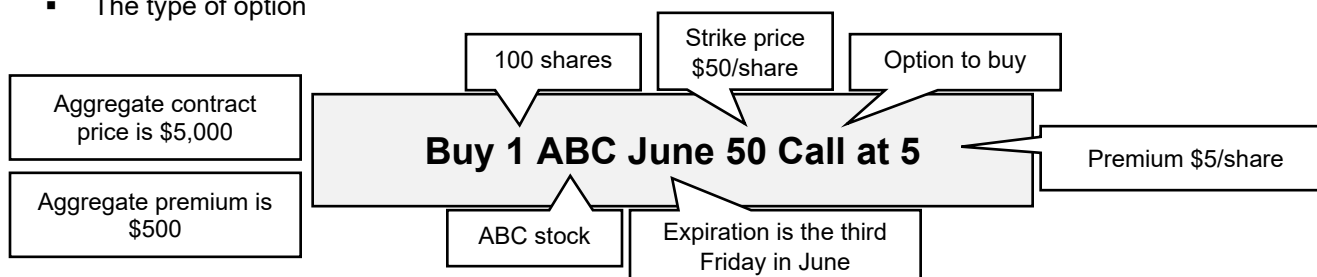 ▪ The type of option
100 shares
Strike price
$50/share
Option to buy
Aggregate contract
price is $5,000
Buy 1 ABC June 50 Call at 5
Premium $5/share
Aggregate premium is
$500
ABC stock
Expiration is the third
Friday in June